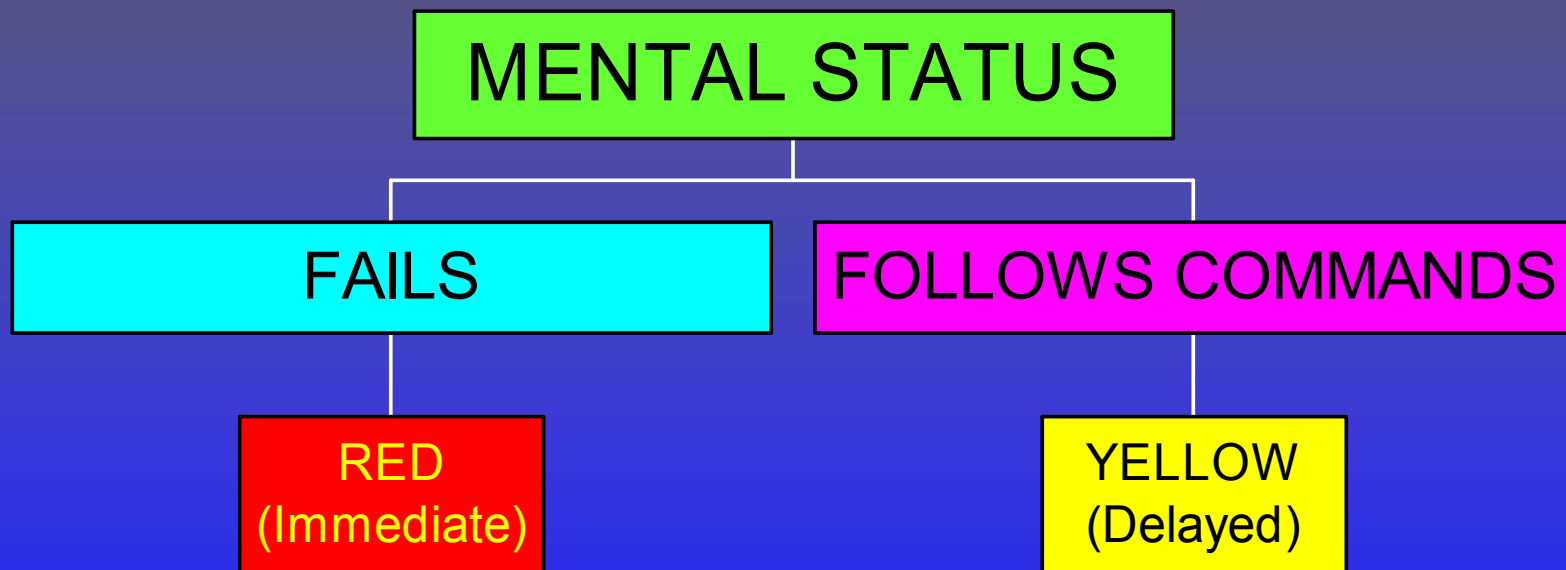 MENTAL STATUS
FAILS
FOLLOWS COMMANDS
RED
(Immediate)
YELLOW
(Delayed)